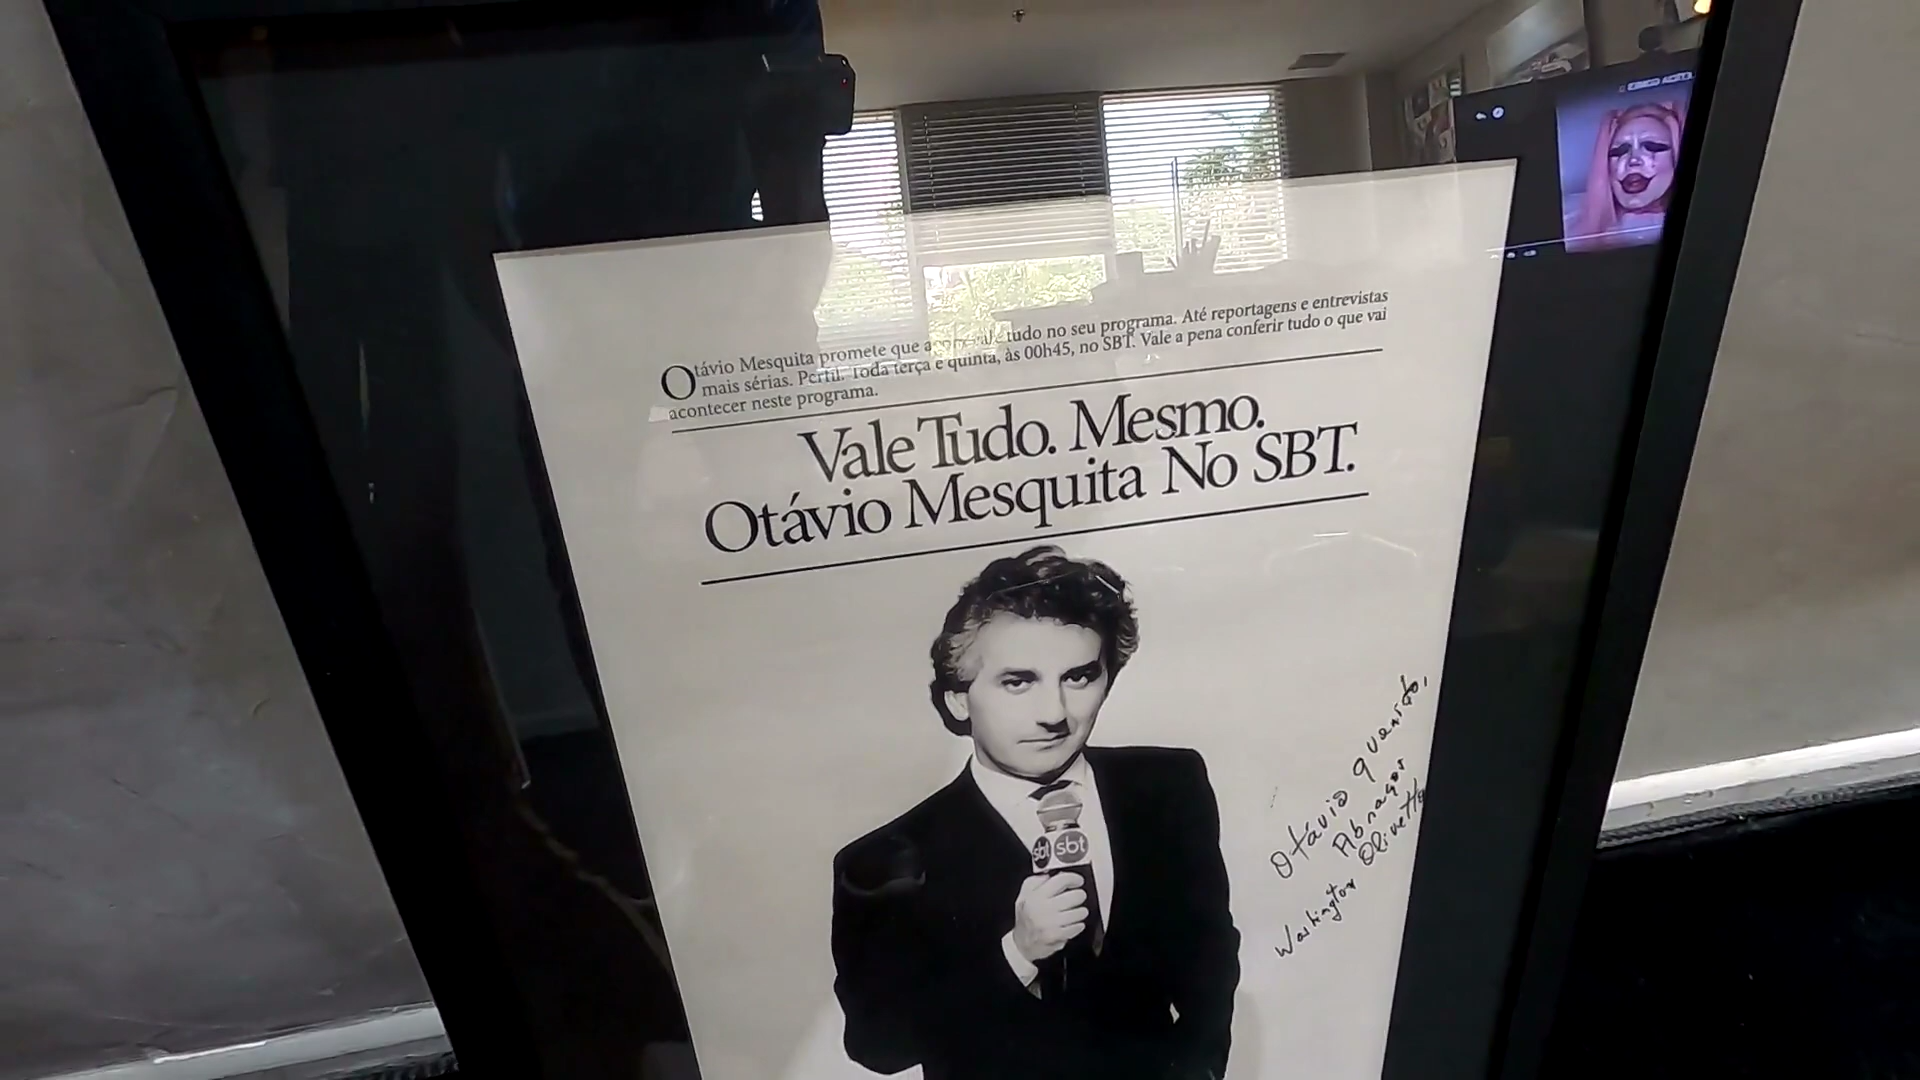 Otávio Mesquita promete que agora vale tudo no seu programa. Até reportagens e entrevistas
mais sérias. Perfil. Toda terça e quinta, às 00h45, no SBT. Vale a pena conferir tudo o que vai
acontecer neste programa.
Vale Tudo. Mesmo.
Otávio Mesquita No SBT.
sbt sbt
Otávio querido,
Abraços
Washington Olivetto